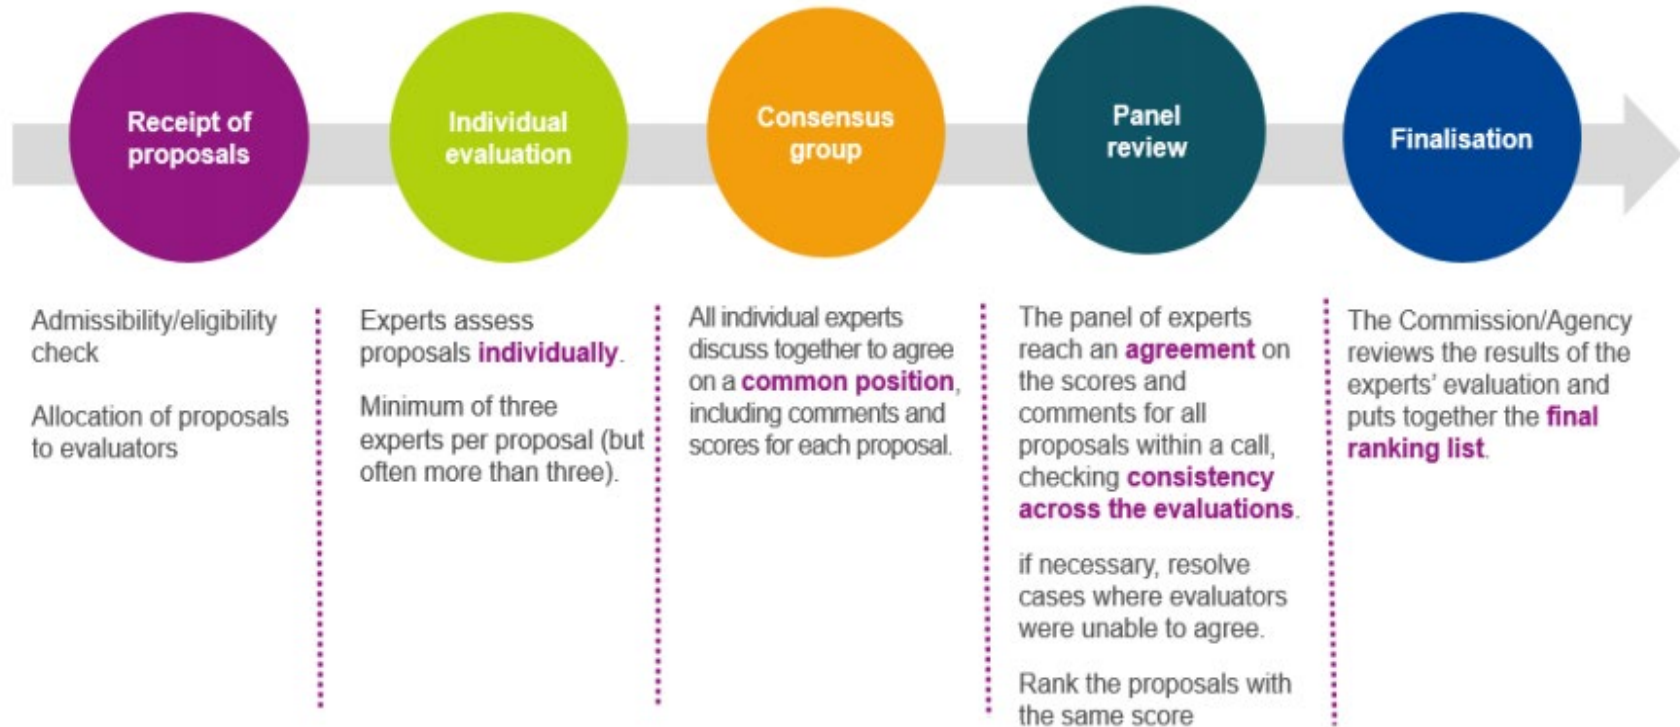 Receipt of
proposals
Individual
evaluation
Consensus
group
Panel
review
Finalisation
Admissibility/eligibility
check
Allocation of proposals
to evaluators
Experts assess
proposals individually.
Minimum of three
experts per proposal (but
often more than three).
All individual experts
discuss together to agree
on a common position,
including comments and
scores for each proposal.
The panel of experts
reach an agreement on
the scores and
comments for all
proposals within a call,
checking consistency
across the evaluations.
if necessary, resolve
cases where evaluators
were unable to agree.
Rank the proposals with
the same score
The Commission/Agency
reviews the results of the
experts' evaluation and
puts together the final
ranking list.